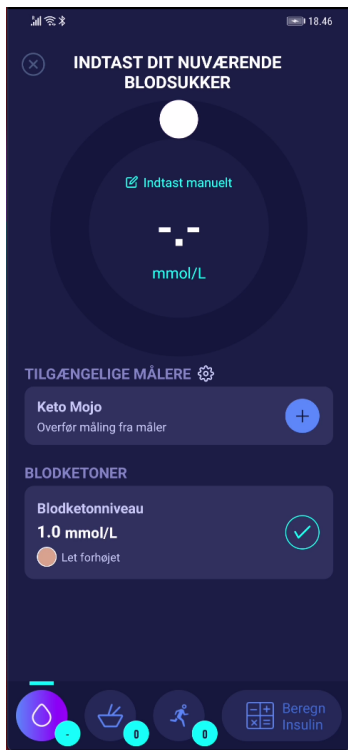 18.46
INDTAST DIT NUVÆRENDE
BLODSUKKER
Indtast manuelt
-.-
mmol/L
TILGÆNGELIGE MÅLERE
Keto Mojo
Overfør måling fra måler
BLODKETONER
Blodketonniveau
1.0 mmol/L
Let forhøjet
-
0
0
Beregn
Insulin